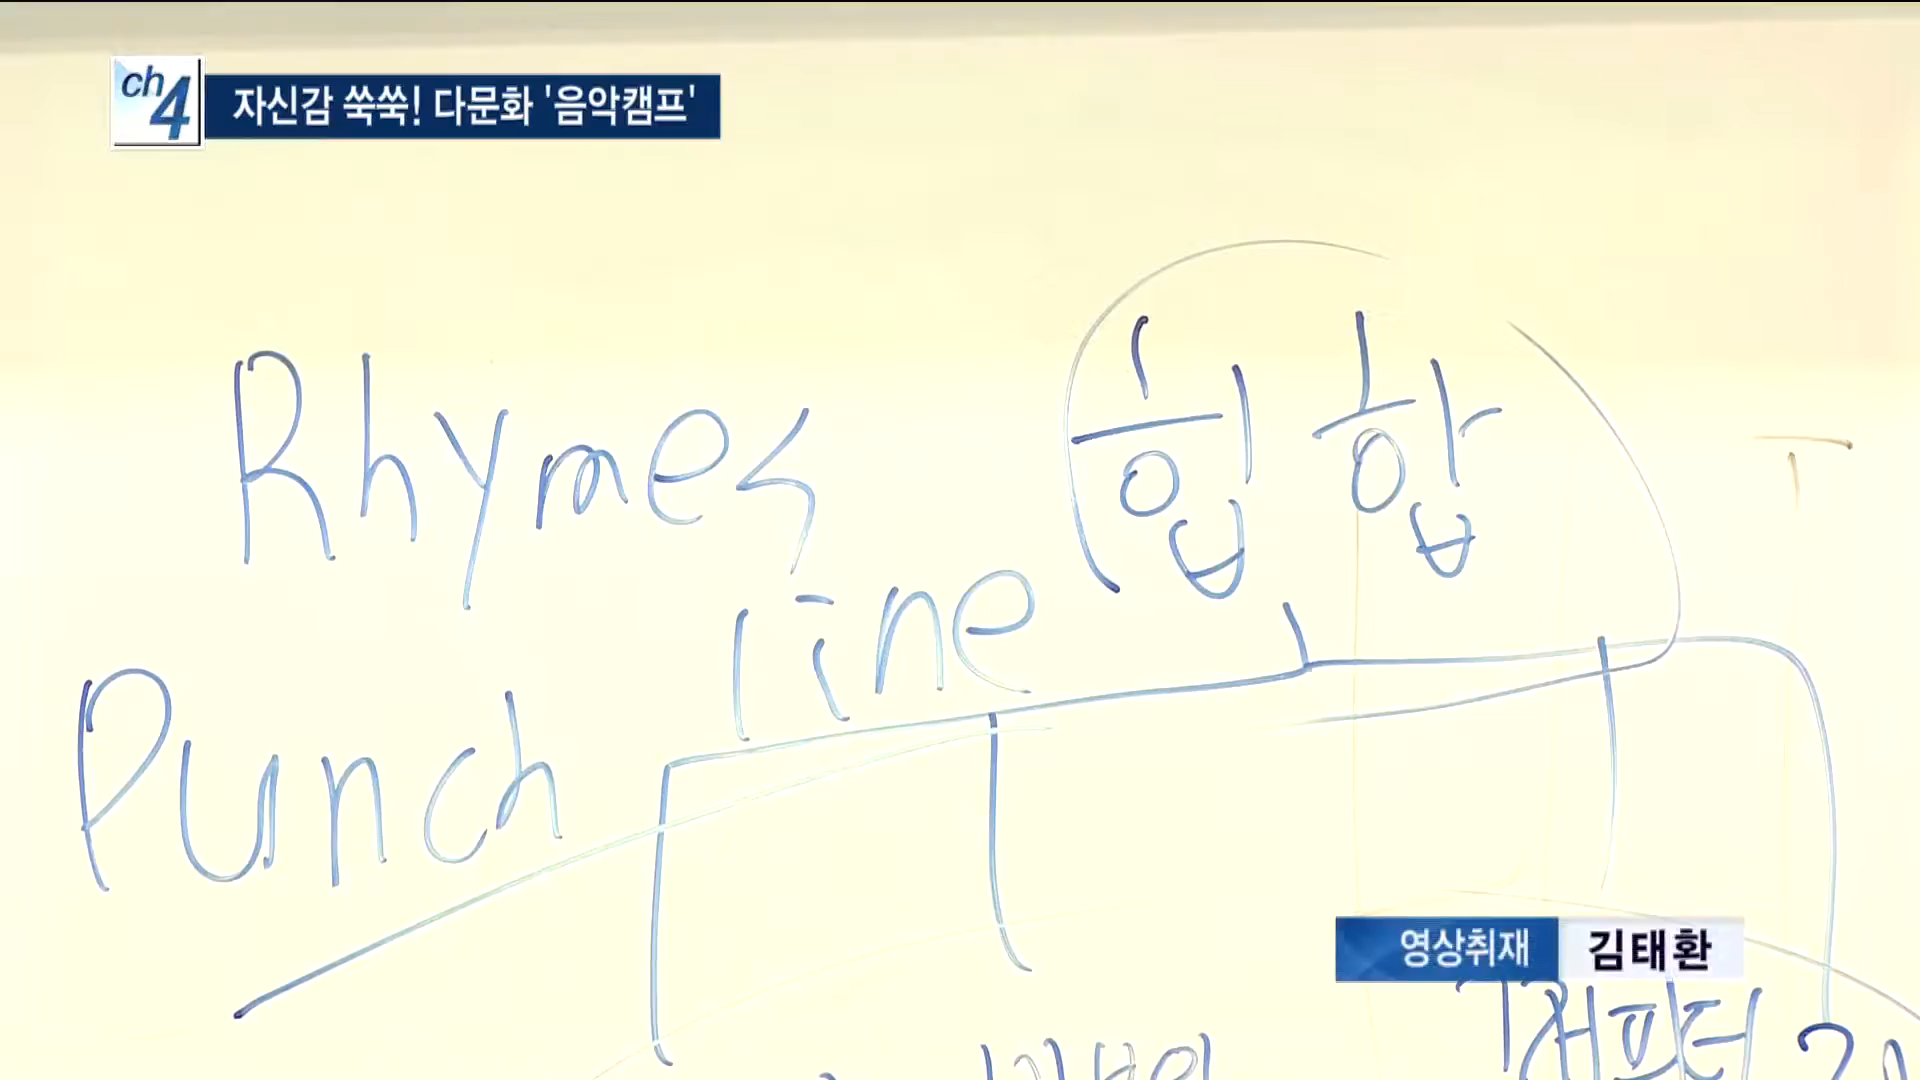 ch4 자신감 쑥쑥! 다문화 '음악캠프'
힙합
Rhymes
line
Punch
영상취재 김태환